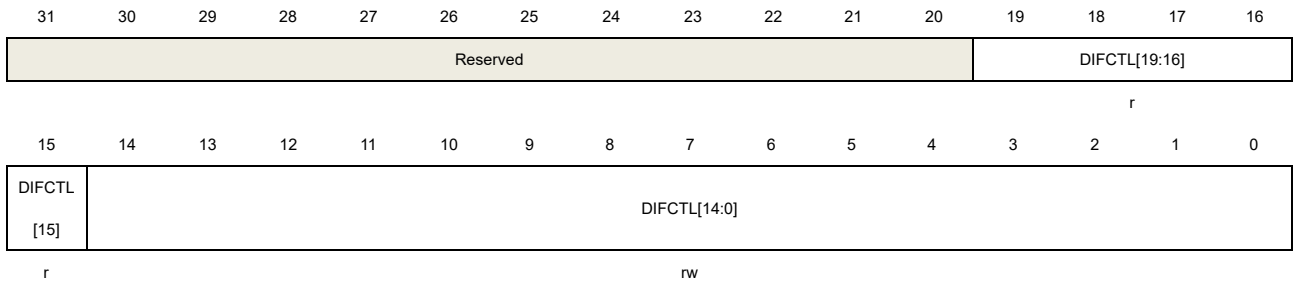 31 30 29 28 27 26 25 24 23 22 21 20 19 18 17 16
Reserved DIFCTL[19:16]
r
15 14 13 12 11 10 9 8 7 6 5 4 3 2 1 0
DIFCTL
[15]
DIFCTL[14:0]
r rw